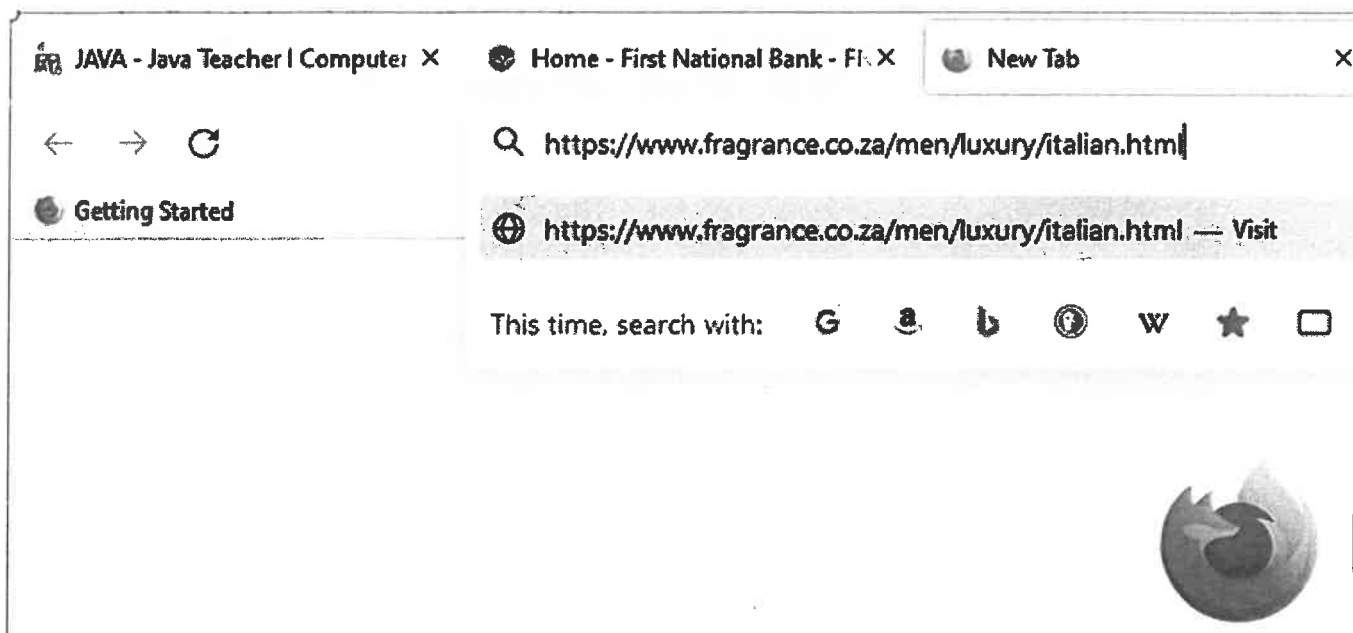 JAVA - Java Teacher | Computer
Home - First National Bank - FN
New Tab
https://www.fragrance.co.za/men/luxury/italian.html
Getting Started
https://www.fragrance.co.za/men/luxury/italian.html — Visit
This time, search with: